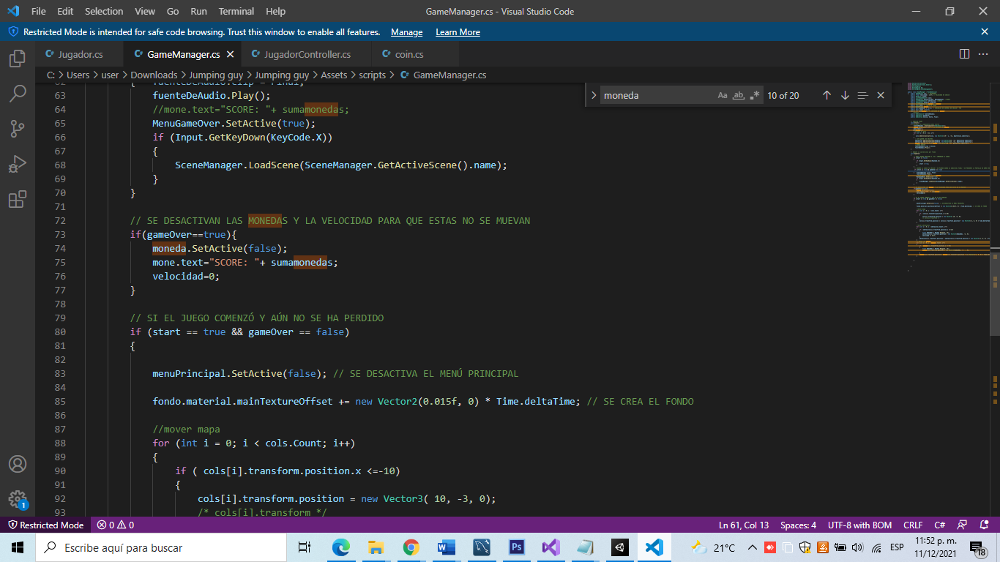 File Edit Selection View Go Run Terminal Help GameManager.cs - Visual Studio Code
Restricted Mode is intended for safe code browsing. Trust this window to enable all features. Manage Learn More
Jugador.cs GameManager.cs JugadorController.cs coin.cs
C: > Users > user > Downloads > Jumping guy > Jumping guy > Assets > scripts > GameManager.cs
moneda Aa ab 10 of 20
62 { fuenteDeAudio.clip = Final;
63 fuenteDeAudio.Play();
64 //mone.text="SCORE: "+ sumamonedas;
65 MenuGameOver.SetActive(true);
66 if (Input.GetKeyDown(KeyCode.X))
67 {
68 SceneManager.LoadScene(SceneManager.GetActiveScene().name);
69 }
70 }
71
72 // SE DESACTIVAN LAS MONEDAS Y LA VELOCIDAD PARA QUE ESTAS NO SE MUEVAN
73 if(gameOver==true){
74 moneda.SetActive(false);
75 mone.text="SCORE: "+ sumamonedas;
76 velocidad=0;
77 }
78
79 // SI EL JUEGO COMENZÓ Y AÚN NO SE HA PERDIDO
80 if (start == true && gameOver == false)
81 {
82
83 menuPrincipal.SetActive(false); // SE DESACTIVA EL MENÚ PRINCIPAL
84
85 fondo.material.mainTextureOffset += new Vector2(0.015f, 0) * Time.deltaTime; // SE CREA EL FONDO
86
87 //mover mapa
88 for (int i = 0; i < cols.Count; i++)
89 {
90 if ( cols[i].transform.position.x <=-10)
91 {
92 cols[i].transform.position = new Vector3( 10, -3, 0);
93 /* cols[i].transform */
1
Restricted Mode 0 0 Ln 61, Col 13 Spaces: 4 UTF-8 with BOM CRLF C#
Escribe aquí para buscar
21°C ESP 11:52 p. m.
11/12/2021
18